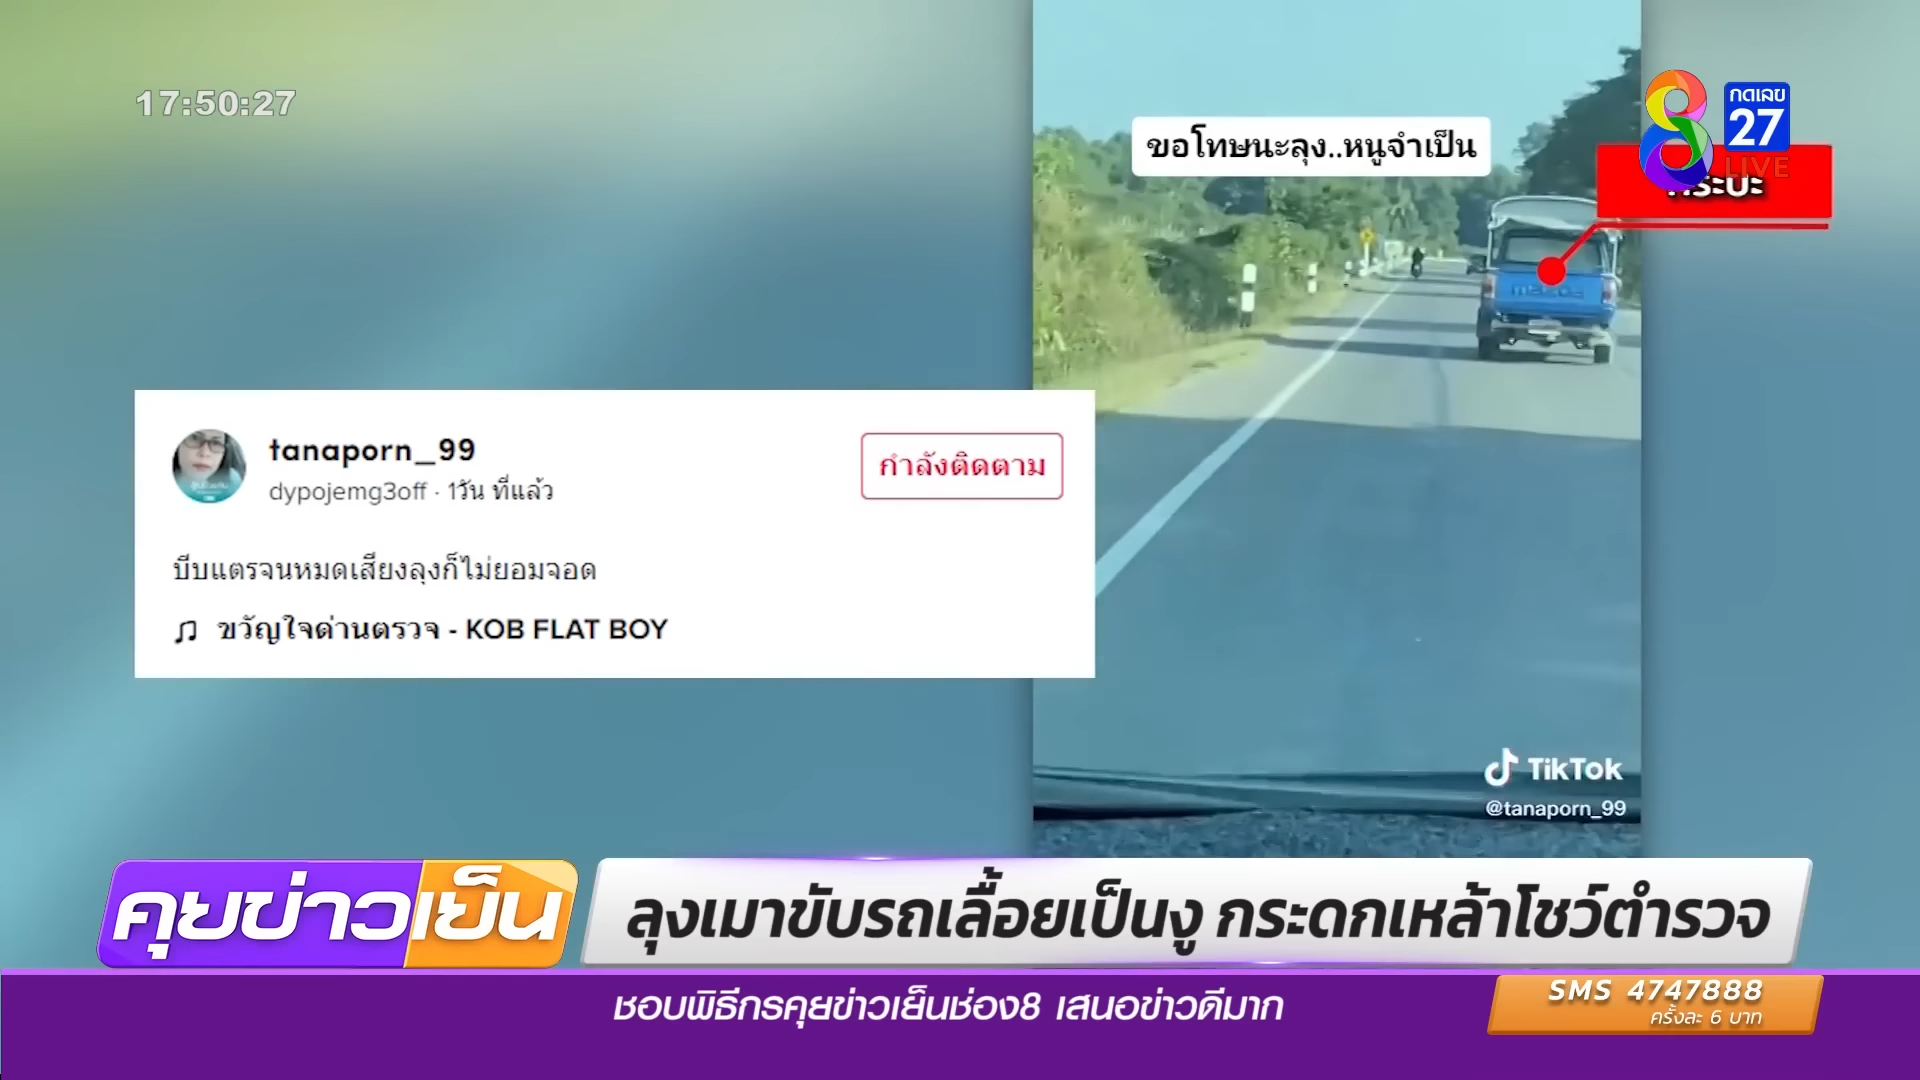 17:50:27
กดเลข
27
LIVE
ขอโทษนะลุง..หนูจำเป็น
กระบะ
mazda
tanaporn_99
dypojemg3off · 1วัน ที่แล้ว
กำลังติดตาม
บีบแตรจนหมดเสียงลุงก็ไม่ยอมจอด
ขวัญใจด่านตรวจ - KOB FLAT BOY
TikTok
@tanaporn_99
คุยข่าวเย็น
ลุงเมาขับรถเลื้อยเป็นงู กระดกเหล้าโชว์ตำรวจ
ชอบพิธีกรคุยข่าวเย็นช่อง8 เสนอข่าวดีมาก
SMS 4747888
ครั้งละ 6 บาท